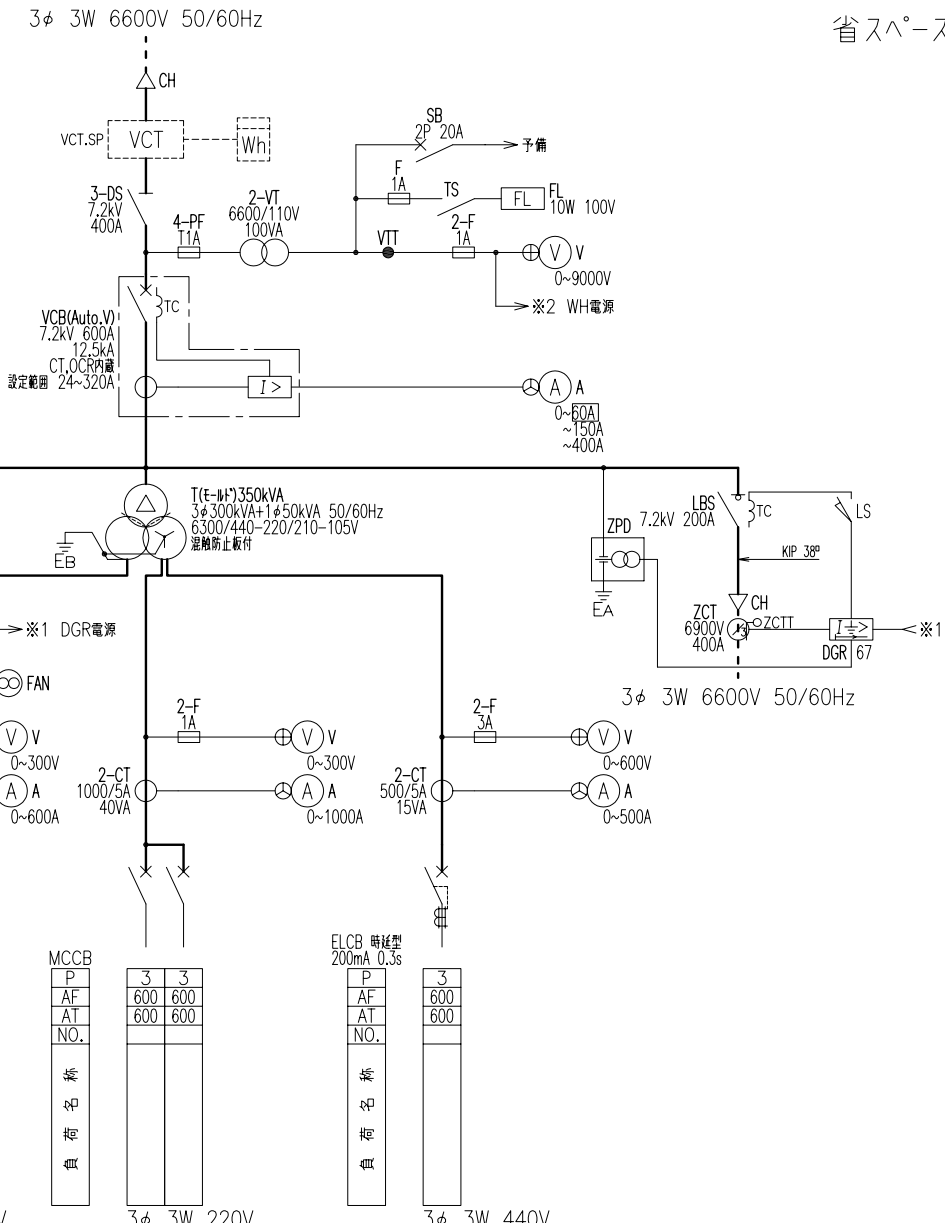 3φ 3W 6600V 50/60Hz
省スペース
CH
VCT.SP
VCT
Wh
SB
2P 20A
予備
F
1A
TS
FL
FL
10W 100V
3-DS
7.2kV
400A
4-PF
T1A
2-VT
6600/110V
100VA
VTT
2-F
1A
V
V
0~9000V
※2 WH電源
TC
VCB(Auto.V)
7.2kV 600A
12.5kA
CT,OCR内蔵
設定範囲 24~320A
I>
A
A
0~60A
~150A
~400A
T(モールド)350kVA
3φ300kVA+1φ50kVA 50/60Hz
6300/440-220/210-105V
混触防止板付
EB
ZPD
EA
LBS
7.2kV 200A
TC
LS
KIP 38□
CH
ZCT
6900V
400A
ZCTT
I>
DGR 67
※1
3φ 3W 6600V 50/60Hz
※1 DGR電源
FAN
V
V
0~300V
A
A
0~600A
2-F
1A
V
V
0~300V
2-CT
1000/5A
40VA
A
A
0~1000A
2-F
3A
V
V
0~600V
2-CT
500/5A
15VA
A
A
0~500A
MCCB
P 3 3
AF 600 600
AT 600 600
NO.
負荷名称
3φ 3W 220V
ELCB 時延型
200mA 0.3s
P 3
AF 600
AT 600
NO.
負荷名称
3φ 3W 440V
V